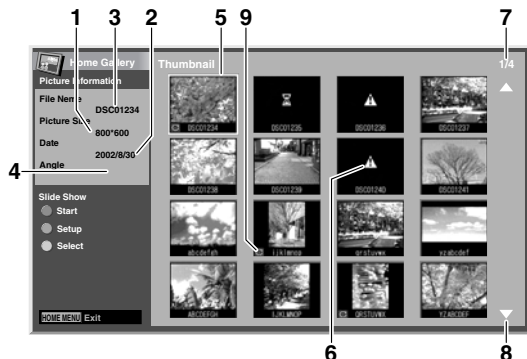 1 3 2 5 9 7
Home Gallery
Thumbnail
1/4
Picture Information
File Name
DSC01234
Picture Size
800*600
Date
2002/8/30
Angle
4
Slide Show
Start
Setup
Select
HOME MENU Exit
DSC01234 DSC01235 DSC01236 DSC01237
DSC01238 DSC01239 DSC01240 DSC01241
abcdefgh ijklmnop qrstuvwx yzabcdef
ABCDEFGH IJKLMNOP QRSTUVWX YZABCDEF
6 8